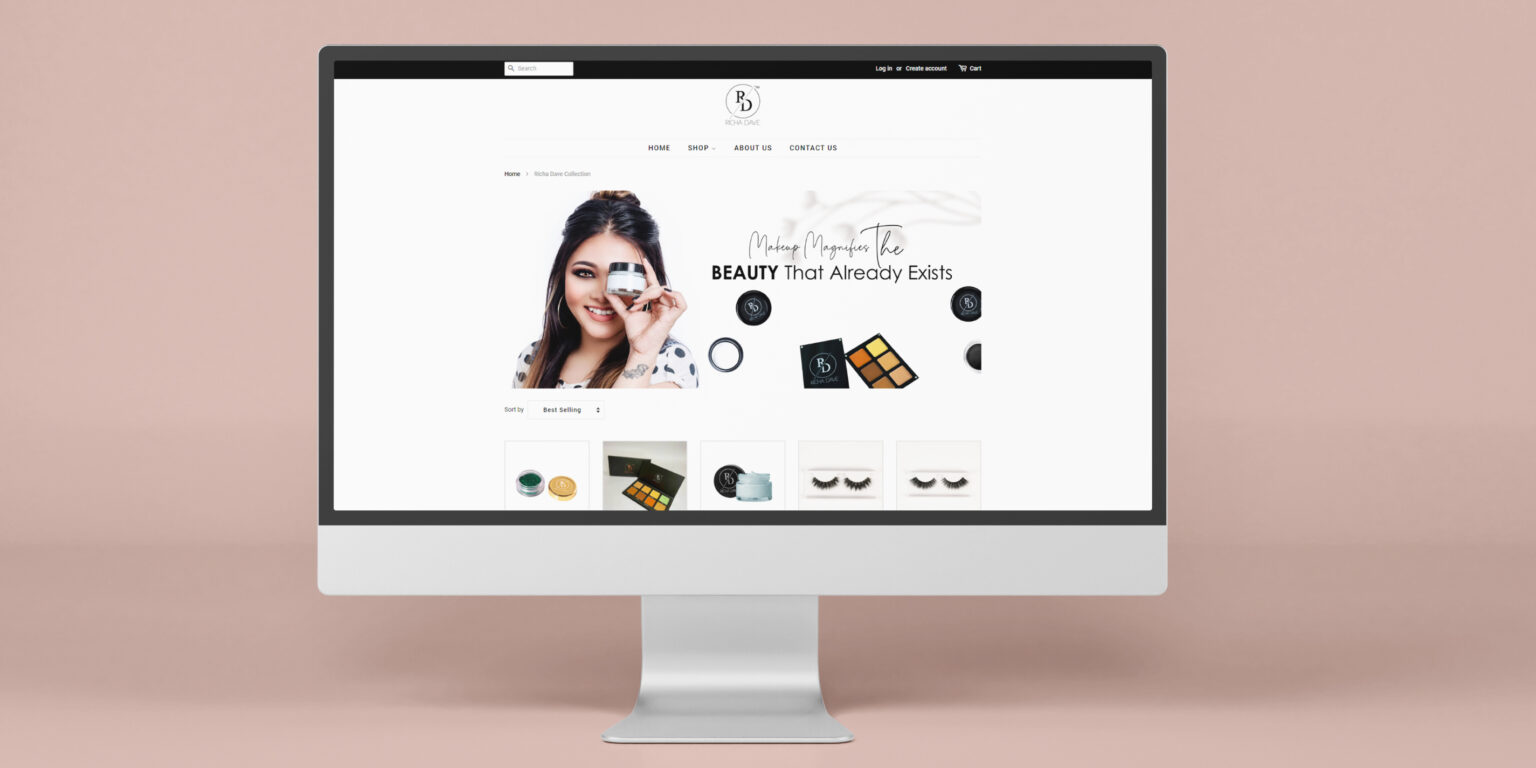 Search
Log in or Create account Cart
RD
RICHA DAVE
HOME SHOP ABOUT US CONTACT US
Home > Richa Dave Collection
Makeup Magnifies The
BEAUTY That Already Exists
RD
RICHA DAVE
Sort by Best Selling